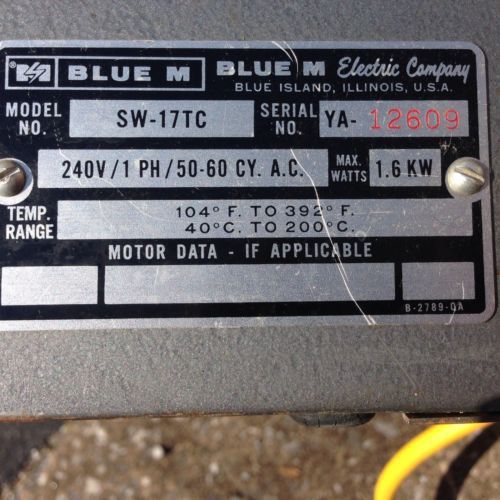 BLUE M BLUE M Electric Company
BLUE ISLAND, ILLINOIS, U.S.A.
MODEL NO. SW-17TC SERIAL NO. YA-12609
240V/1 PH/50-60 CY. A.C. MAX. WATTS 1.6 KW
TEMP. RANGE 104° F. TO 392° F.
40°C. TO 200°C.
MOTOR DATA - IF APPLICABLE
B-2789-QA